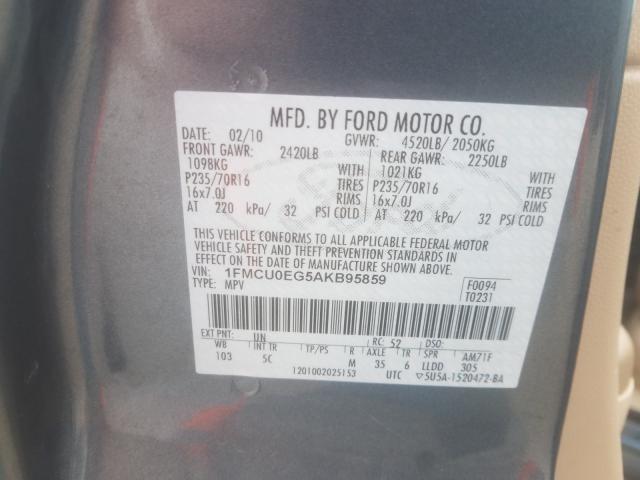 MFD. BY FORD MOTOR CO.
DATE: 02/10 GVWR: 4520LB/ 2050KG
FRONT GAWR: 2420LB REAR GAWR: 2250LB
1098KG WITH 1021KG WITH
P235/70R16 TIRES P235/70R16 TIRES
16x7.0J RIMS 16x7.0J RIMS
AT 220 kPa/ 32 PSI COLD AT 220 kPa/ 32 PSI COLD
THIS VEHICLE CONFORMS TO ALL APPLICABLE FEDERAL MOTOR
VEHICLE SAFETY AND THEFT PREVENTION STANDARDS IN
EFFECT ON THE DATE OF MANUFACTURE SHOWN ABOVE.
VIN: 1FMCU0EG5AKB95859 F0094
TYPE: MPV T0231
EXT PNT: UN RC: 52 DSO:
WB INT TR TP/PS R AXLE TR SPR AM71F
103 5C M 35 6 LLDD 305
1201002025153 UTC ▽5U5A-1520472-BA